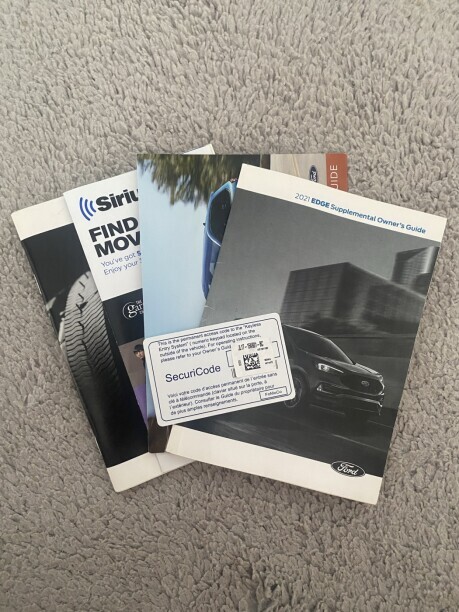 2021 EDGE Supplemental Owner's Guide
Ford
UIDE
Ford
Siriu
FIND
MOV
You've got
Enjoy your
This is the permanent access code to the "Keyless
Entry System" ( numeric keypad located on the
outside of the vehicle). For operating instructions,
please refer to your Owner's Guid
SecuriCode
Voici votre code d'accès permanent de l'entrée sans
clé à télécommande (clavier situé sur la porte, à
l'extérieur). Consulter le Guide du propriétaire pour
de plus amples renseignements.